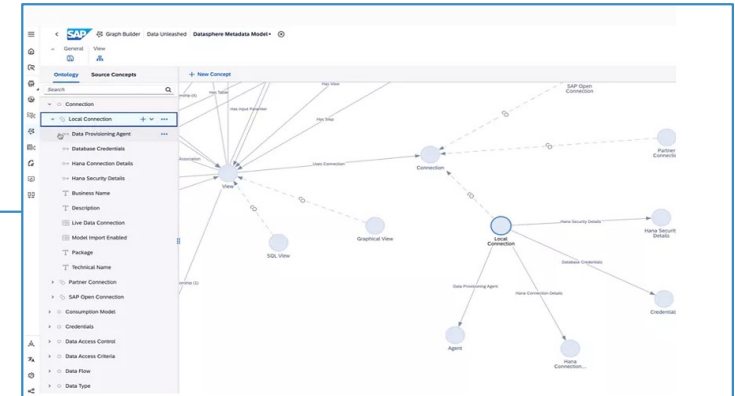 SAP Graph Builder Data Unleashed Datasphere Metadata Model
General View
Ontology Source Concepts
+ New Concept
Search
Connection
Local Connection
Data Provisioning Agent
Database Credentials
Hana Connection Details
Hana Security Details
Business Name
Description
Live Data Connection
Model Import Enabled
Package
Technical Name
Partner Connection
SAP Open Connection
Consumption Model
Credentials
Data Access Control
Data Access Criteria
Data Flow
Data Type
Has View
SAP Open
Connection
Has Table
Has Input Parameter
Has Step
Association
Uses Connection
Connection
Partner
Connectio
View
Graphical View
SQL View
Local
Connection
Hana Security Details
Hana Securit
Details
Database Credentials
Data Provisioning Agent
Hana Connection Details
Credential
Agent
Hana
Connection...